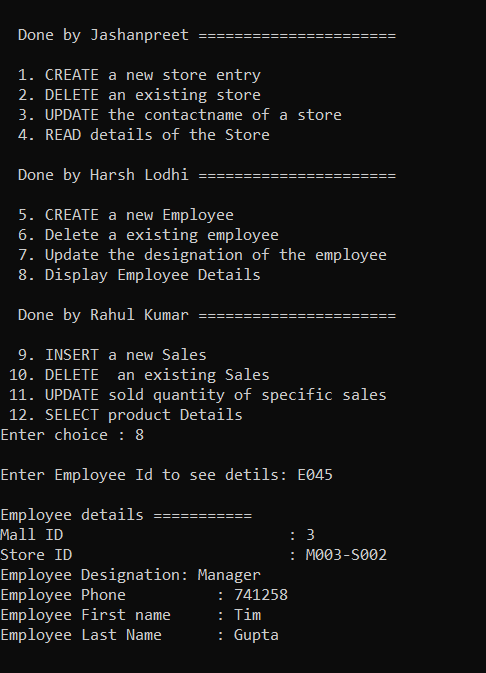 Done by Jashanpreet ======================
1. CREATE a new store entry
2. DELETE an existing store
3. UPDATE the contactname of a store
4. READ details of the Store
Done by Harsh Lodhi ======================
5. CREATE a new Employee
6. Delete a existing employee
7. Update the designation of the employee
8. Display Employee Details
Done by Rahul Kumar ======================
9. INSERT a new Sales
10. DELETE  an existing Sales
11. UPDATE sold quantity of specific sales
12. SELECT product Details
Enter choice : 8
Enter Employee Id to see detils: E045
Employee details ===========
Mall ID                         : 3
Store ID                        : M003-S002
Employee Designation: Manager
Employee Phone          : 741258
Employee First name     : Tim
Employee Last Name      : Gupta